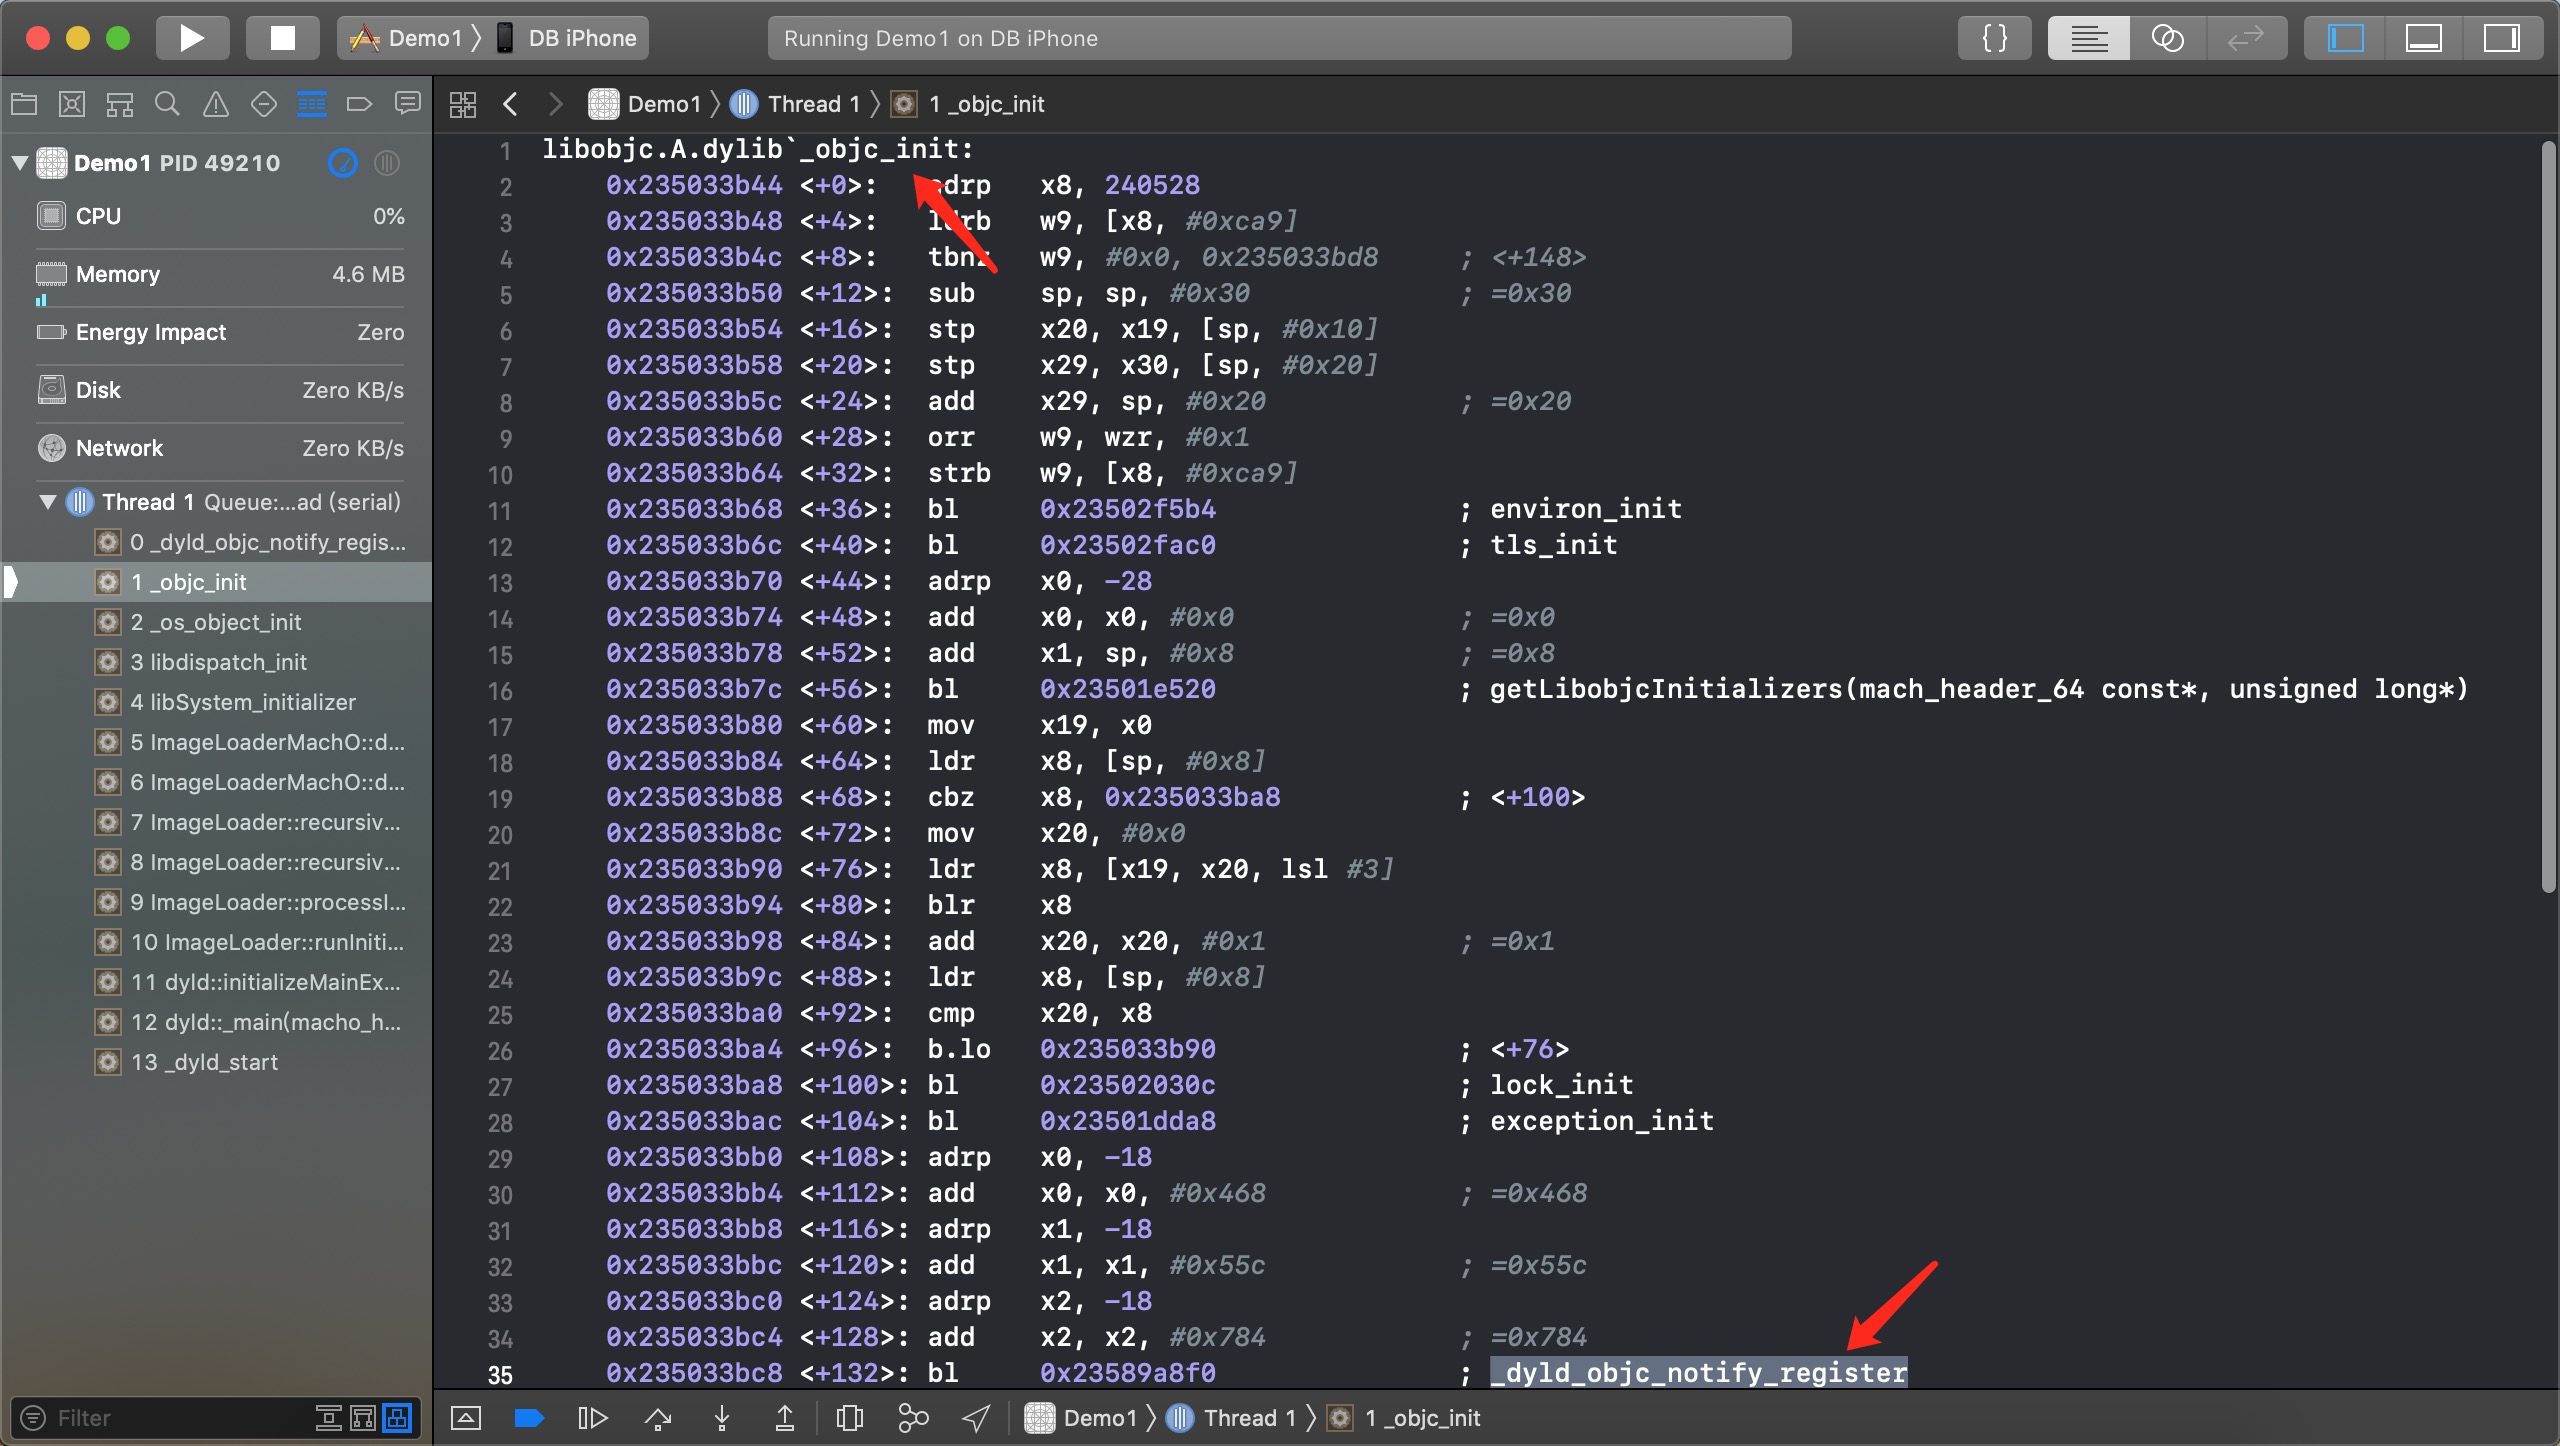 Demo1 〉 DB iPhone
Running Demo1 on DB iPhone
{}
Demo1 〉 Thread 1 〉 1 _objc_init
Demo1 PID 49210
CPU 0%
Memory 4.6 MB
Energy Impact Zero
Disk Zero KB/s
Network Zero KB/s
Thread 1 Queue:...ad (serial)
0 _dyld_objc_notify_regis...
1 _objc_init
2 _os_object_init
3 libdispatch_init
4 libSystem_initializer
5 ImageLoaderMachO::d...
6 ImageLoaderMachO::d...
7 ImageLoader::recursiv...
8 ImageLoader::recursiv...
9 ImageLoader::processI...
10 ImageLoader::runIniti...
11 dyld::initializeMainEx...
12 dyld::_main(macho_h...
13 _dyld_start
Filter
1 libobjc.A.dylib`_objc_init:
2 0x235033b44 <+0>: adrp x8, 240528
3 0x235033b48 <+4>: ldrb w9, [x8, #0xca9]
4 0x235033b4c <+8>: tbnz w9, #0x0, 0x235033bd8 ; <+148>
5 0x235033b50 <+12>: sub sp, sp, #0x30 ; =0x30
6 0x235033b54 <+16>: stp x20, x19, [sp, #0x10]
7 0x235033b58 <+20>: stp x29, x30, [sp, #0x20]
8 0x235033b5c <+24>: add x29, sp, #0x20 ; =0x20
9 0x235033b60 <+28>: orr w9, wzr, #0x1
10 0x235033b64 <+32>: strb w9, [x8, #0xca9]
11 0x235033b68 <+36>: bl 0x23502f5b4 ; environ_init
12 0x235033b6c <+40>: bl 0x23502fac0 ; tls_init
13 0x235033b70 <+44>: adrp x0, -28
14 0x235033b74 <+48>: add x0, x0, #0x0 ; =0x0
15 0x235033b78 <+52>: add x1, sp, #0x8 ; =0x8
16 0x235033b7c <+56>: bl 0x23501e520 ; getLibobjcInitializers(mach_header_64 const*, unsigned long*)
17 0x235033b80 <+60>: mov x19, x0
18 0x235033b84 <+64>: ldr x8, [sp, #0x8]
19 0x235033b88 <+68>: cbz x8, 0x235033ba8 ; <+100>
20 0x235033b8c <+72>: mov x20, #0x0
21 0x235033b90 <+76>: ldr x8, [x19, x20, lsl #3]
22 0x235033b94 <+80>: blr x8
23 0x235033b98 <+84>: add x20, x20, #0x1 ; =0x1
24 0x235033b9c <+88>: ldr x8, [sp, #0x8]
25 0x235033ba0 <+92>: cmp x20, x8
26 0x235033ba4 <+96>: b.lo 0x235033b90 ; <+76>
27 0x235033ba8 <+100>: bl 0x23502030c ; lock_init
28 0x235033bac <+104>: bl 0x23501dda8 ; exception_init
29 0x235033bb0 <+108>: adrp x0, -18
30 0x235033bb4 <+112>: add x0, x0, #0x468 ; =0x468
31 0x235033bb8 <+116>: adrp x1, -18
32 0x235033bbc <+120>: add x1, x1, #0x55c ; =0x55c
33 0x235033bc0 <+124>: adrp x2, -18
34 0x235033bc4 <+128>: add x2, x2, #0x784 ; =0x784
35 0x235033bc8 <+132>: bl 0x23589a8f0 ; _dyld_objc_notify_register
Demo1 〉 Thread 1 〉 1 _objc_init